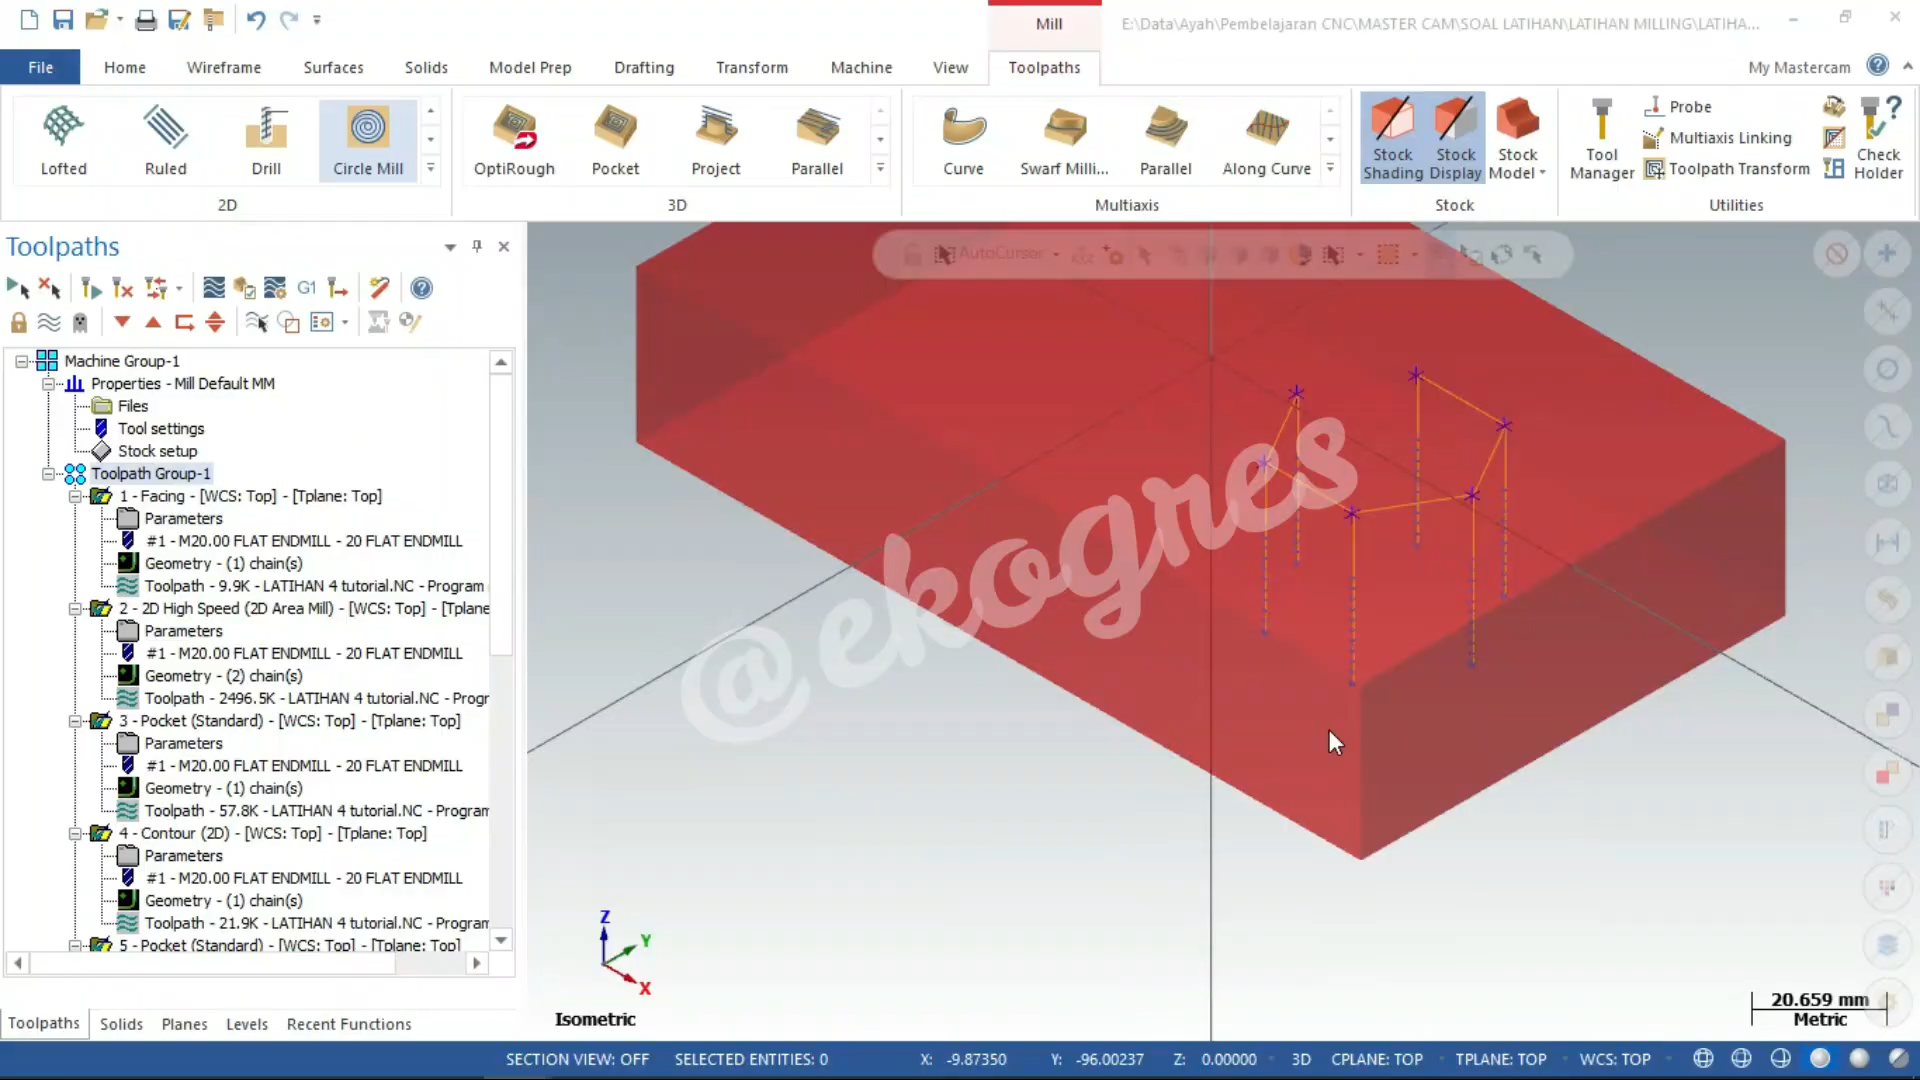 Mill
E:\Data\Ayah\Pembelajaran CNC\MASTER CAM\SOAL LATIHAN\LATIHAN MILLING\LATIHA...
File
Home
Wireframe
Surfaces
Solids
Model Prep
Drafting
Transform
Machine
View
Toolpaths
My Mastercam
Lofted
Ruled
Drill
Circle Mill
OptiRough
Pocket
Project
Parallel
Curve
Swarf Milli...
Parallel
Along Curve
Stock Shading
Stock Display
Stock Model
Tool Manager
Probe
Multiaxis Linking
Toolpath Transform
Check Holder
2D
3D
Multiaxis
Stock
Utilities
Toolpaths
AutoCursor
G1
Machine Group-1
Properties - Mill Default MM
Files
Tool settings
Stock setup
Toolpath Group-1
1 - Facing - [WCS: Top] - [Tplane: Top]
Parameters
#1 - M20.00 FLAT ENDMILL - 20 FLAT ENDMILL
Geometry - (1) chain(s)
Toolpath - 9.9K - LATIHAN 4 tutorial.NC - Program
2 - 2D High Speed (2D Area Mill) - [WCS: Top] - [Tplane
Parameters
#1 - M20.00 FLAT ENDMILL - 20 FLAT ENDMILL
Geometry - (2) chain(s)
Toolpath - 2496.5K - LATIHAN 4 tutorial.NC - Progr
3 - Pocket (Standard) - [WCS: Top] - [Tplane: Top]
Parameters
#1 - M20.00 FLAT ENDMILL - 20 FLAT ENDMILL
Geometry - (1) chain(s)
Toolpath - 57.8K - LATIHAN 4 tutorial.NC - Program
4 - Contour (2D) - [WCS: Top] - [Tplane: Top]
Parameters
#1 - M20.00 FLAT ENDMILL - 20 FLAT ENDMILL
Geometry - (1) chain(s)
Toolpath - 21.9K - LATIHAN 4 tutorial.NC - Program
5 - Pocket (Standard) - [WCS: Top] - [Tplane: Top]
@ekogres
Z
Y
X
Isometric
20.659 mm
Metric
Toolpaths
Solids
Planes
Levels
Recent Functions
SECTION VIEW: OFF
SELECTED ENTITIES: 0
X: -9.87350
Y: -96.00237
Z: 0.00000
3D
CPLANE: TOP
TPLANE: TOP
WCS: TOP